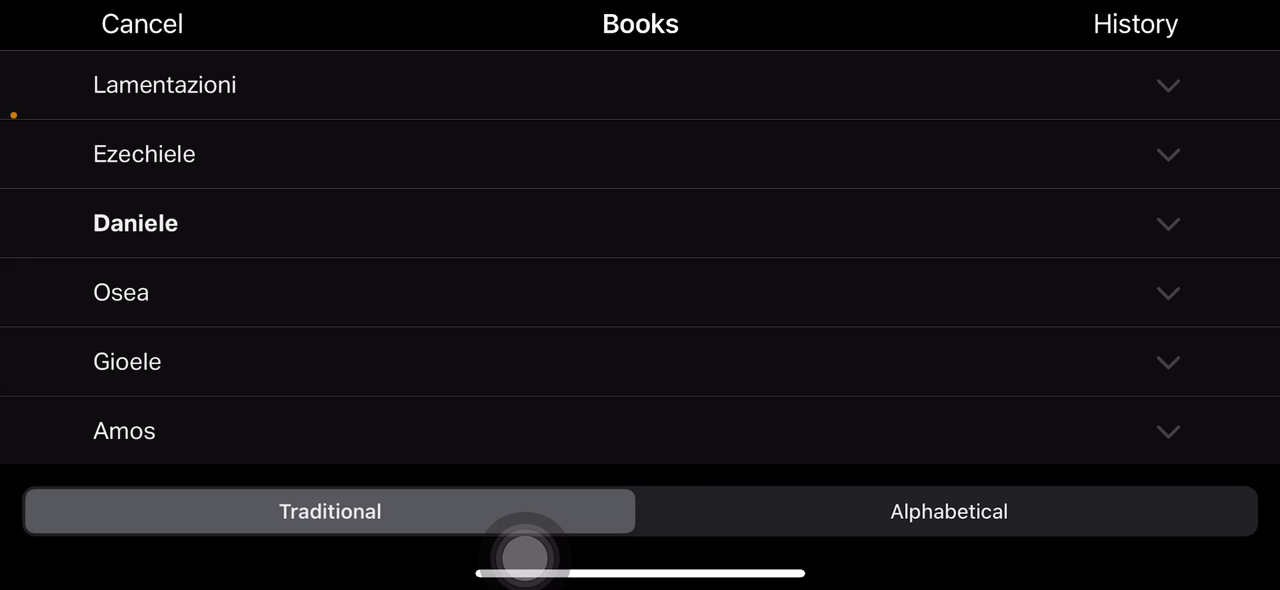 Cancel Books History
Lamentazioni
Ezechiele
Daniele
Osea
Gioele
Amos
Traditional Alphabetical